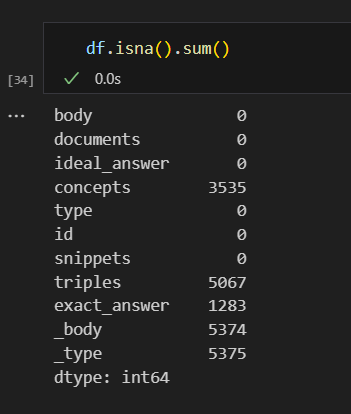 df.isna().sum()
[34] 0.0s
... body 0
documents 0
ideal_answer 0
concepts 3535
type 0
id 0
snippets 0
triples 5067
exact_answer 1283
_body 5374
_type 5375
dtype: int64